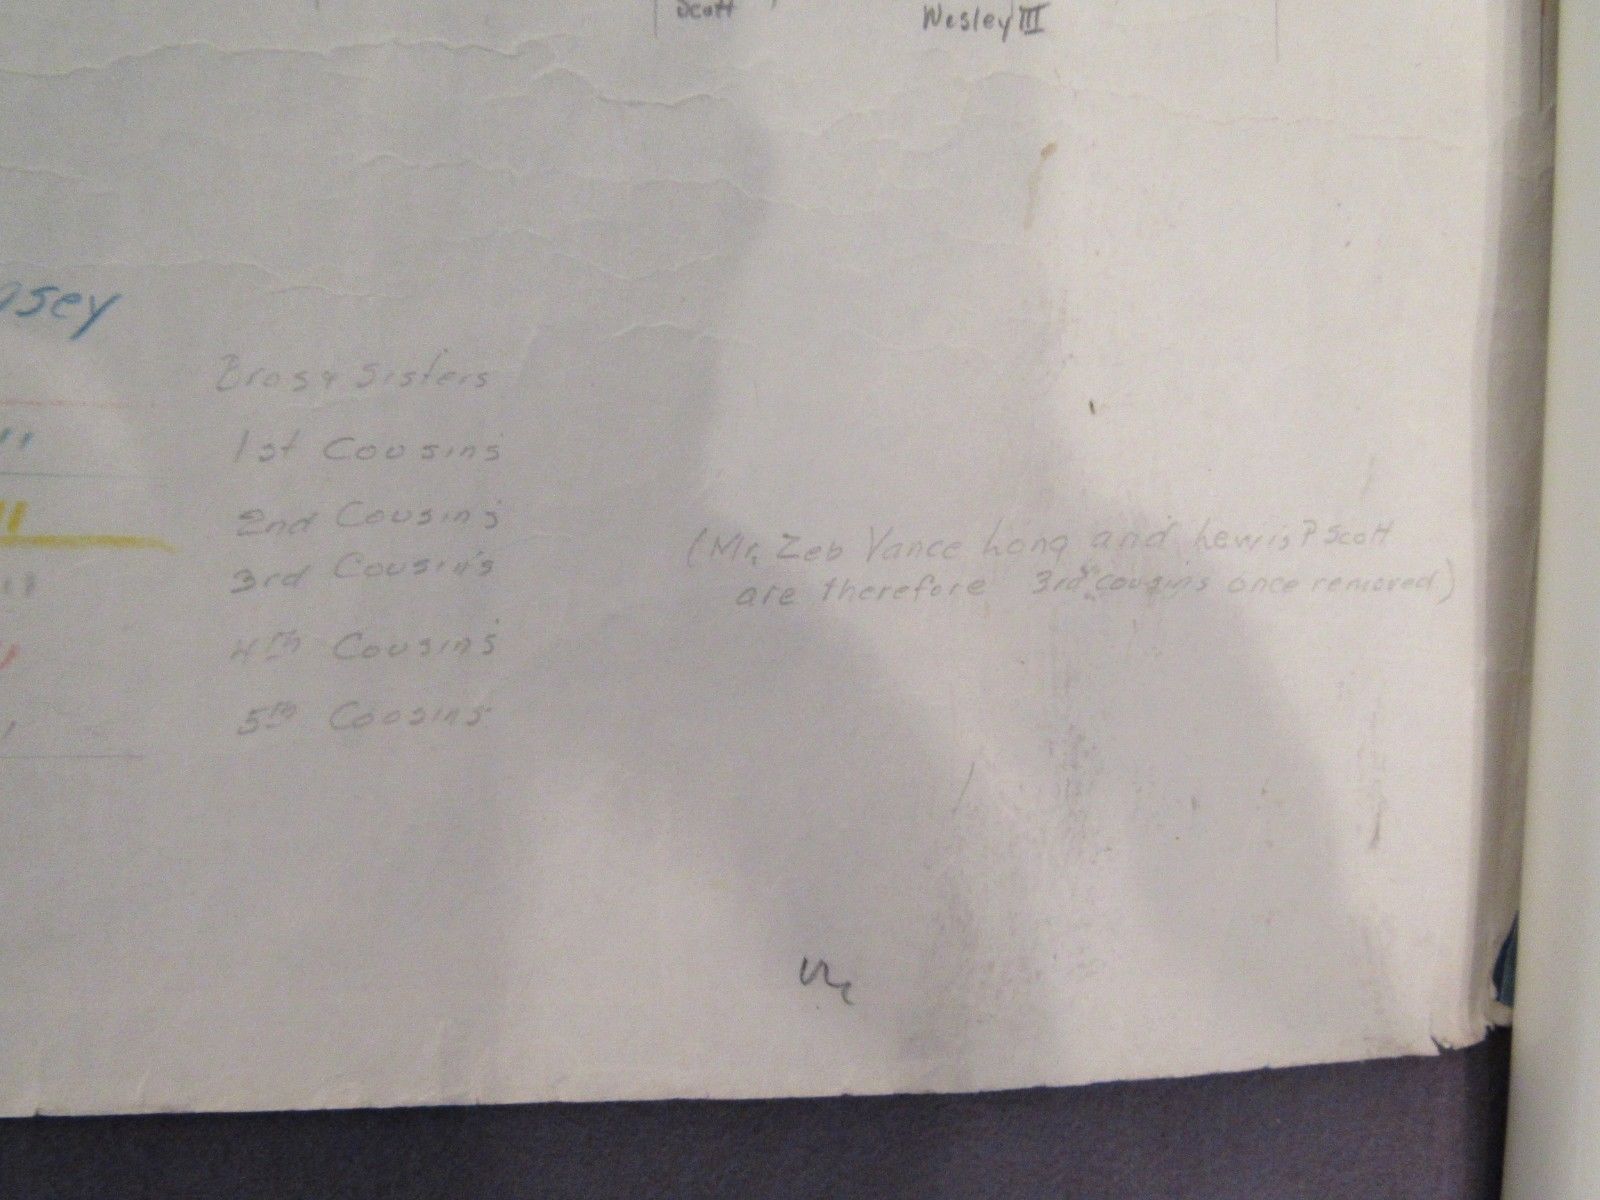 Scott
Wesley III
Bros & Sisters
1st Cousins
2nd Cousins
3rd Cousins
(Mr. Zeb Vance Long and Lewis P Scott
are therefore 3rd cousins once removed.)
4th Cousins
5th Cousins